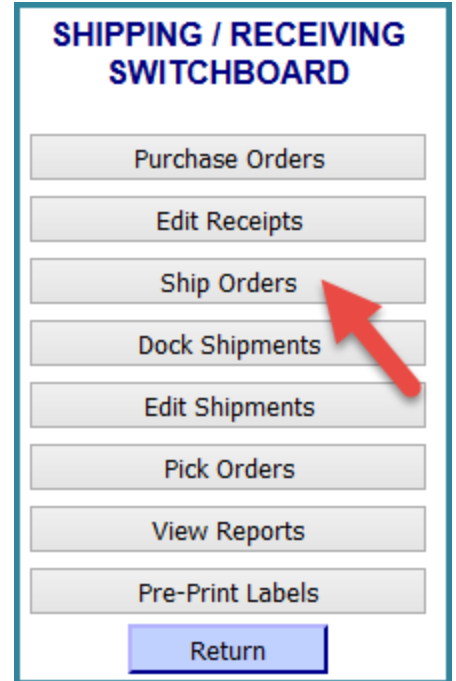 SHIPPING / RECEIVING
SWITCHBOARD
Purchase Orders
Edit Receipts
Ship Orders
Dock Shipments
Edit Shipments
Pick Orders
View Reports
Pre-Print Labels
Return